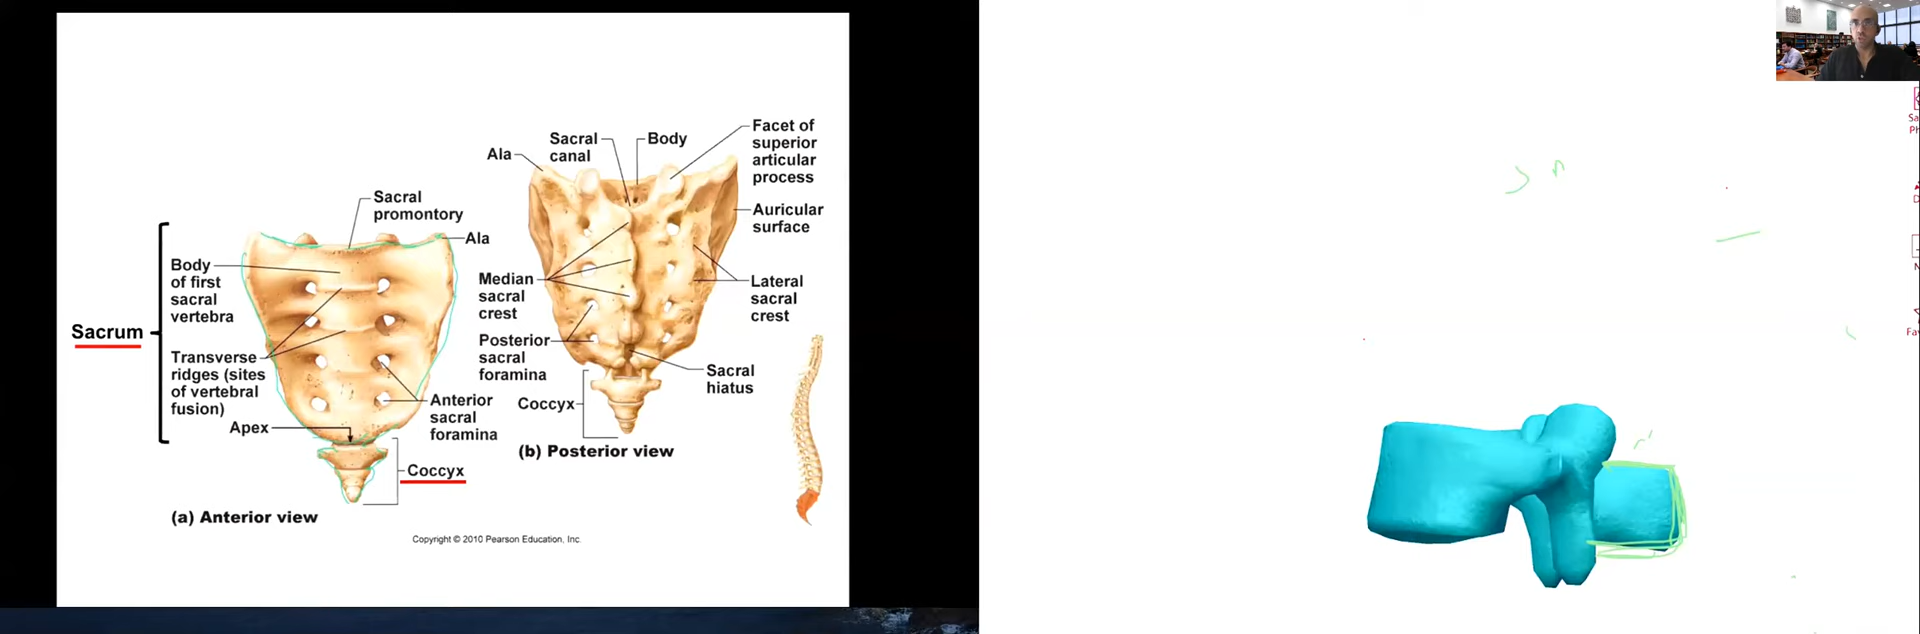 Sacral
canal
Body
Facet of
superior
articular
process
Ala
Auricular
surface
Sacral
promontory
Ala
Body
of first
sacral
vertebra
Median
sacral
crest
Lateral
sacral
crest
Sacrum
Transverse
ridges (sites
of vertebral
fusion)
Posterior
sacral
foramina
Sacral
hiatus
Anterior
sacral
foramina
Coccyx
Apex
(b) Posterior view
Coccyx
(a) Anterior view
Copyright © 2010 Pearson Education, Inc.